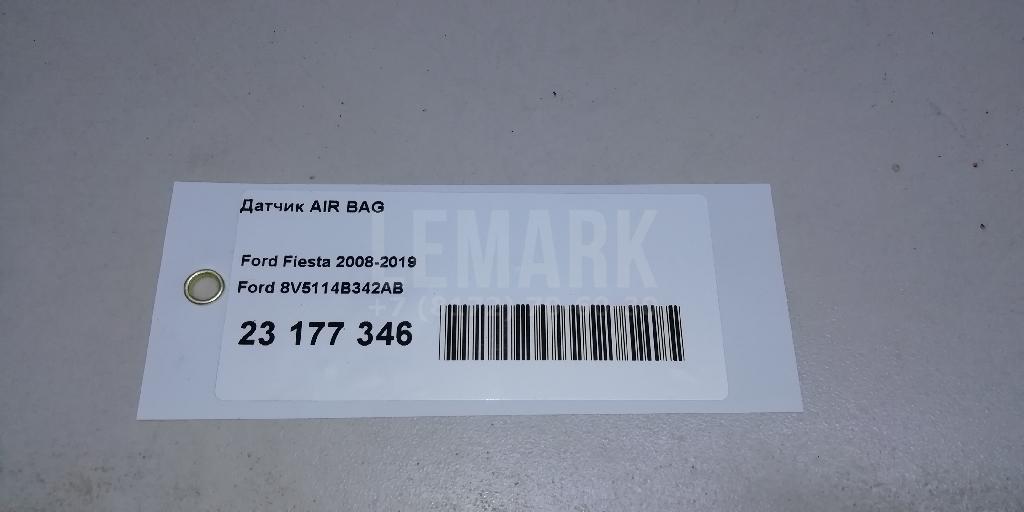 Датчик AIR BAG
LEMARK
Ford Fiesta 2008-2019
Ford 8V5114B342AB
23 177 346